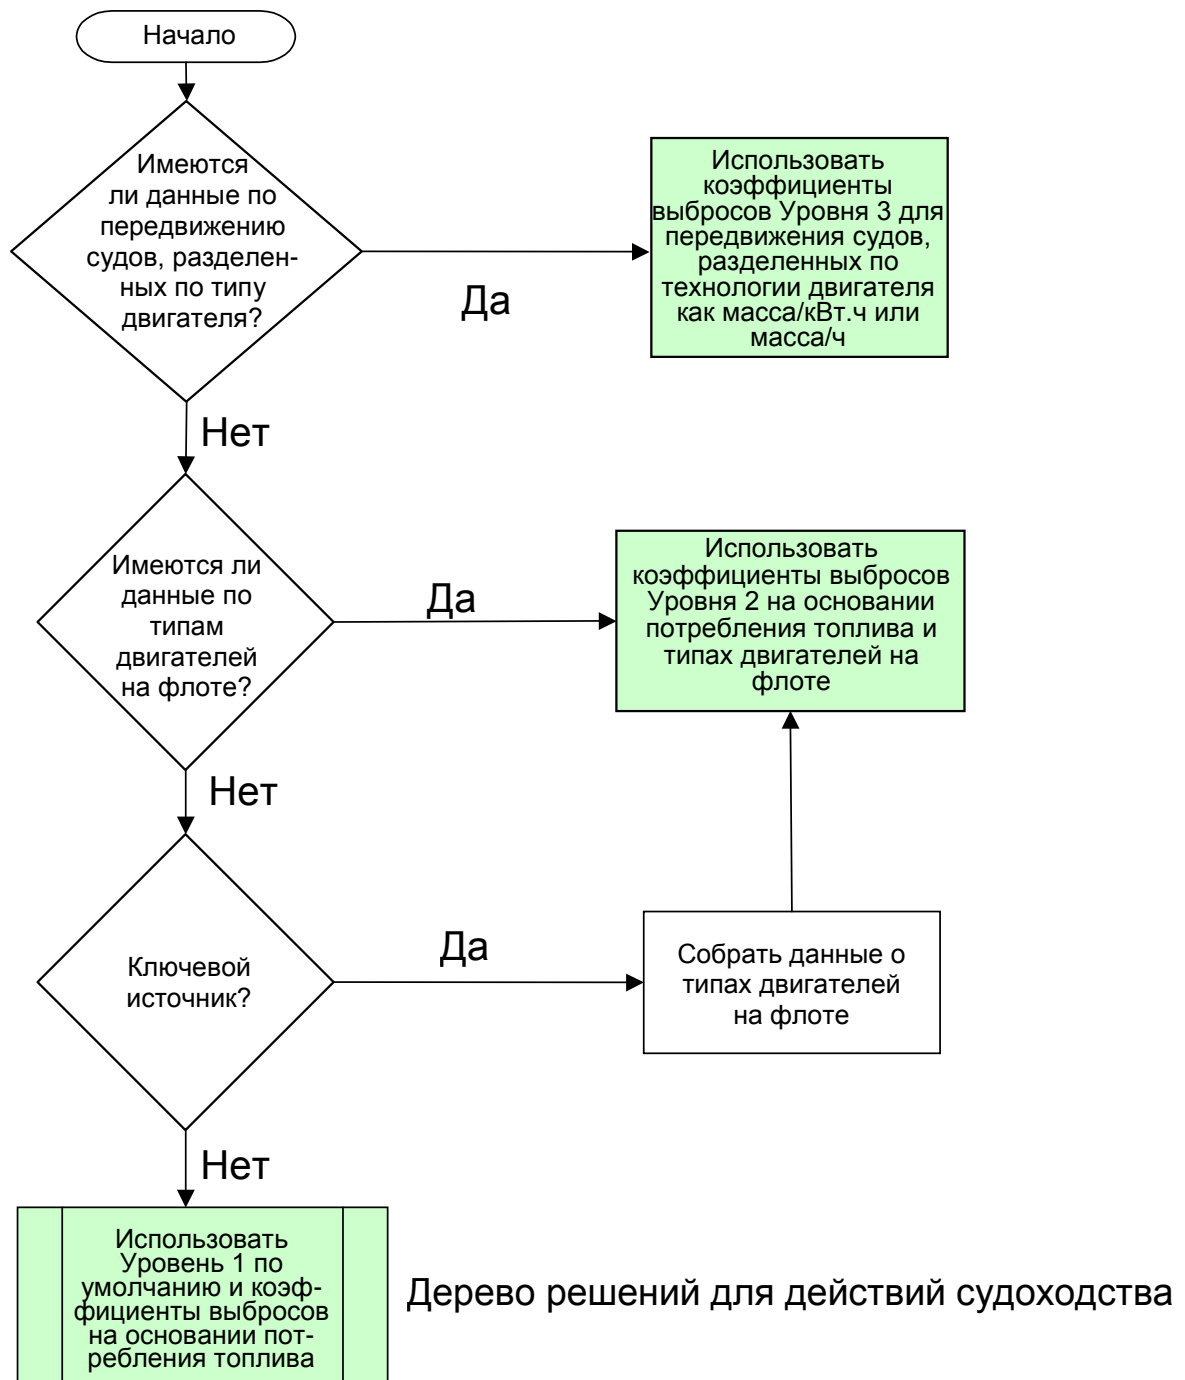 Начало
Имеются
ли данные по
передвижению
судов, разделен-
ных по типу
двигателя?
Да
Использовать
коэффициенты
выбросов Уровня 3 для
передвижения судов,
разделенных по
технологии двигателя
как масса/кВт.ч или
масса/ч
Нет
Имеются ли
данные по
типам
двигателей
на флоте?
Да
Использовать
коэффициенты выбросов
Уровня 2 на основании
потребления топлива и
типах двигателей на
флоте
Нет
Ключевой
источник?
Да
Собрать данные о
типах двигателей
на флоте
Нет
Использовать
Уровень 1 по
умолчанию и коэф-
фициенты выбросов
на основании пот-
ребления топлива
Дерево решений для действий судоходства